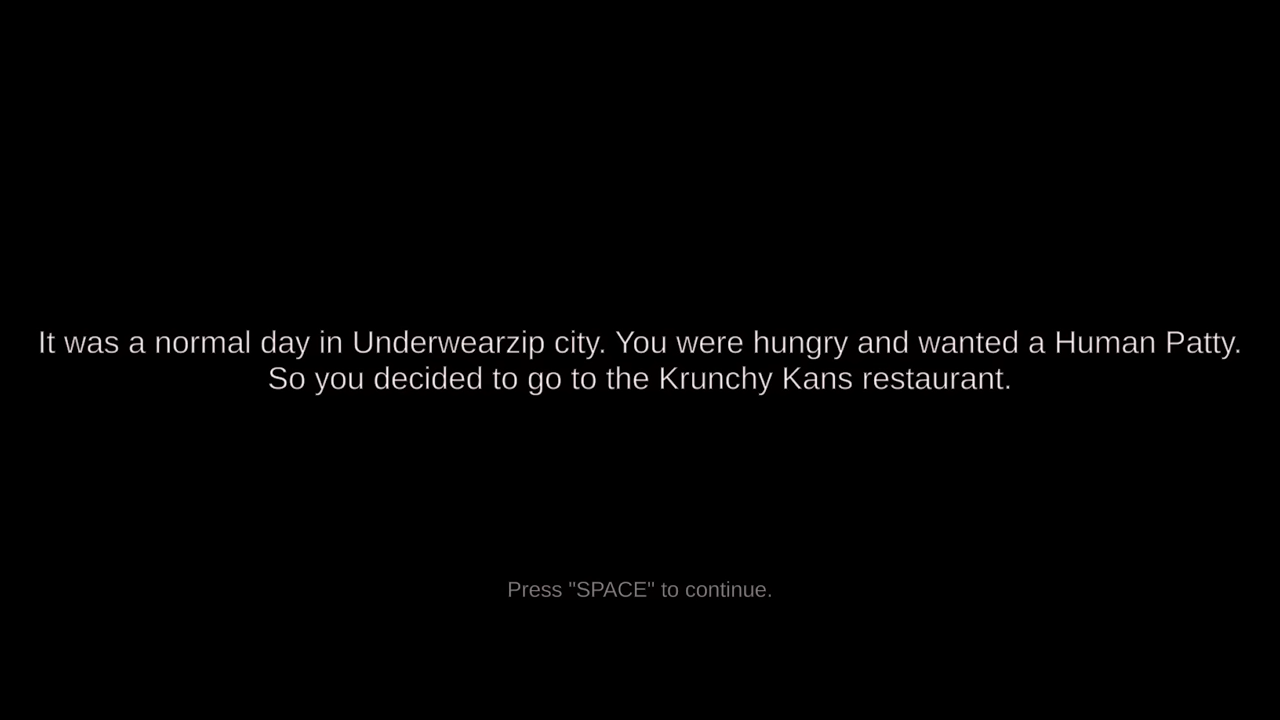 It was a normal day in Underwearzip city. You were hungry and wanted a Human Patty.
So you decided to go to the Krunchy Kans restaurant.
Press "SPACE" to continue.